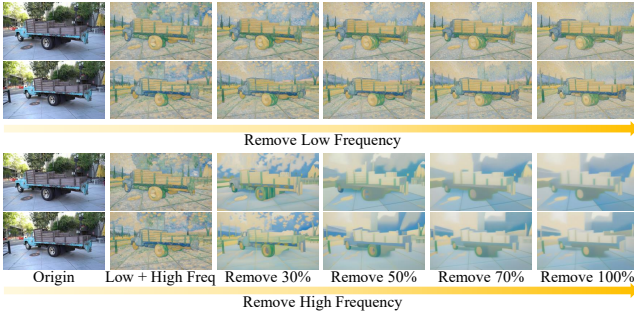 Remove Low Frequency
Origin Low + High Freq Remove 30% Remove 50% Remove 70% Remove 100%
Remove High Frequency